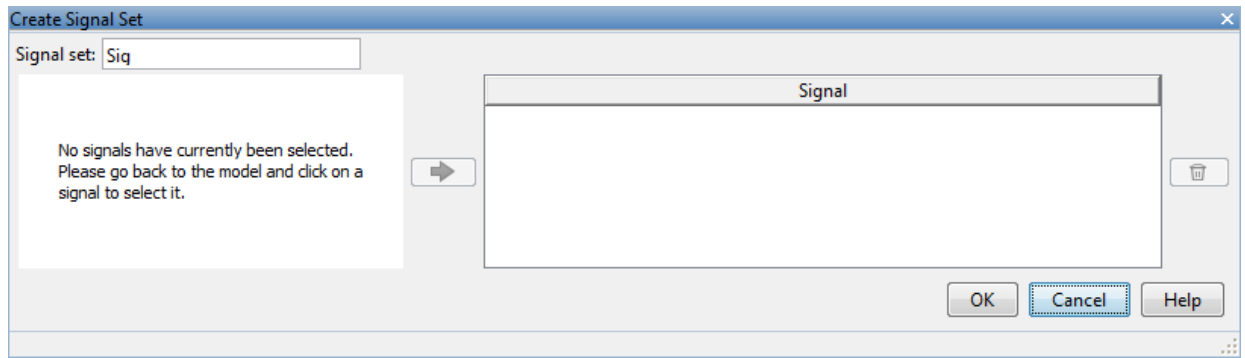 Create Signal Set
Signal set: Sig
Signal
No signals have currently been selected.
Please go back to the model and click on a
signal to select it.
OK Cancel Help